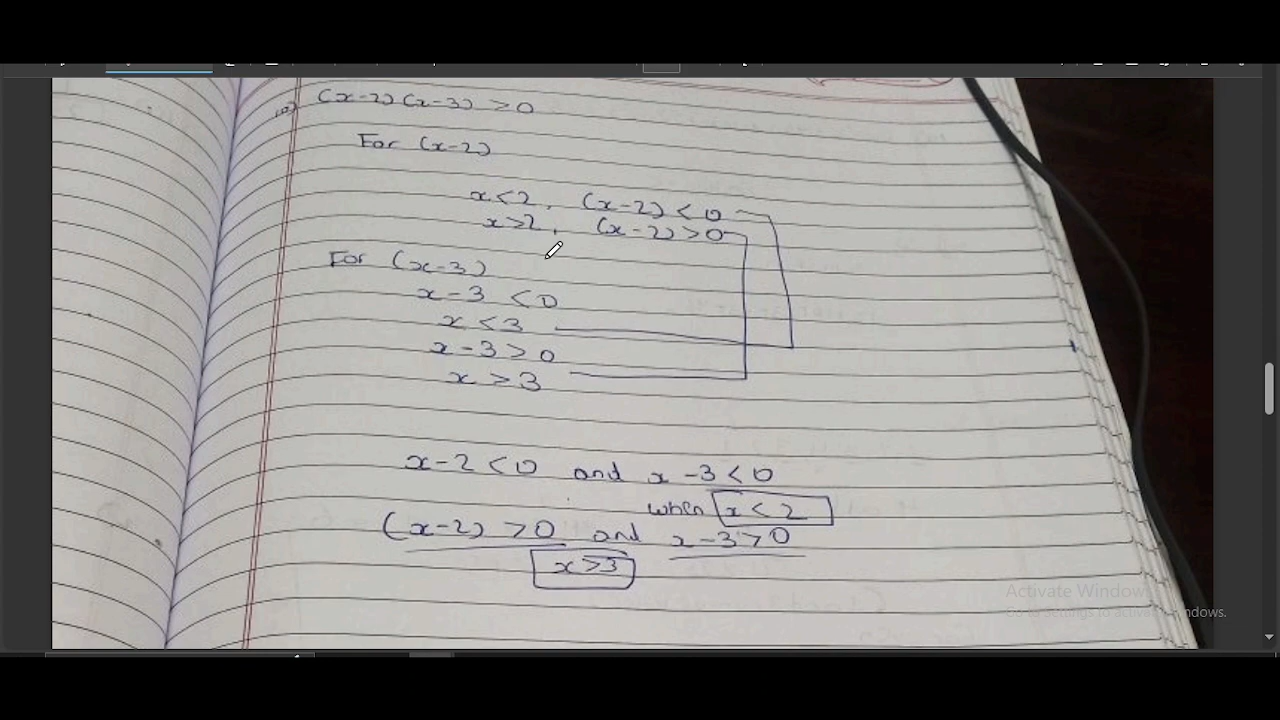 (x-2)(x-3) >0
For (x-2)
x<2, (x-2)<0
x>2, (x-2)>0
For (x-3)
x-3 <0
x<3
x-3>0
x>3
x-2<0 and x-3<0
when x<2
(x-2) >0 and x-3>0
x>3
Activate Windows
Go to Settings to activate Windows.